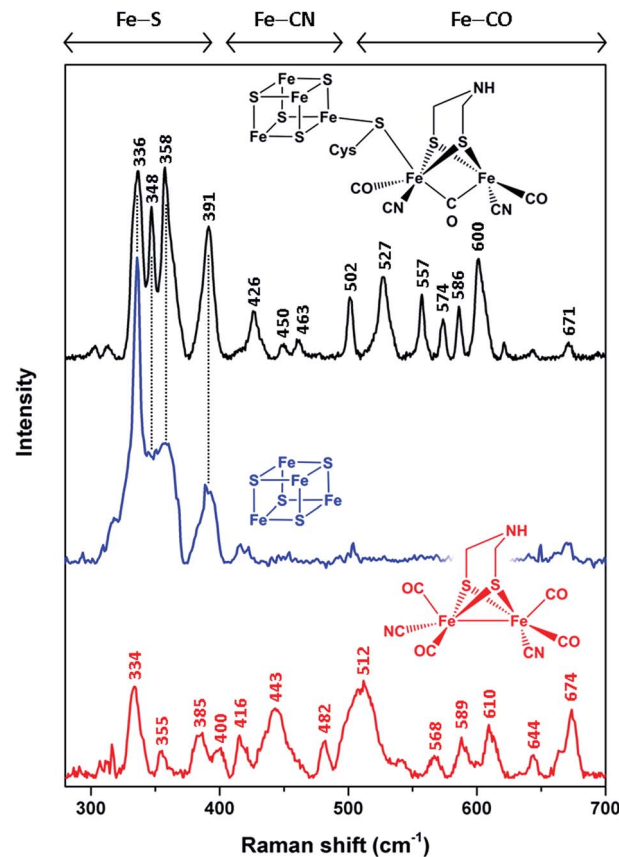 Fe–S Fe–CN Fe–CO
Fe S
S Fe
S Fe S
Fe S
Cys
NH
S S
Fe Fe
CO CN C O CN CO
336 348 358 391 426 450 463 502 527 557 574 586 600 671
Fe S
S Fe
S Fe
Fe S
NH
S S
OC Fe Fe CO
NC CO
OC CN
334 355 385 400 416 443 482 512 568 589 610 644 674
Intensity
300 400 500 600 700
Raman shift (cm⁻¹)